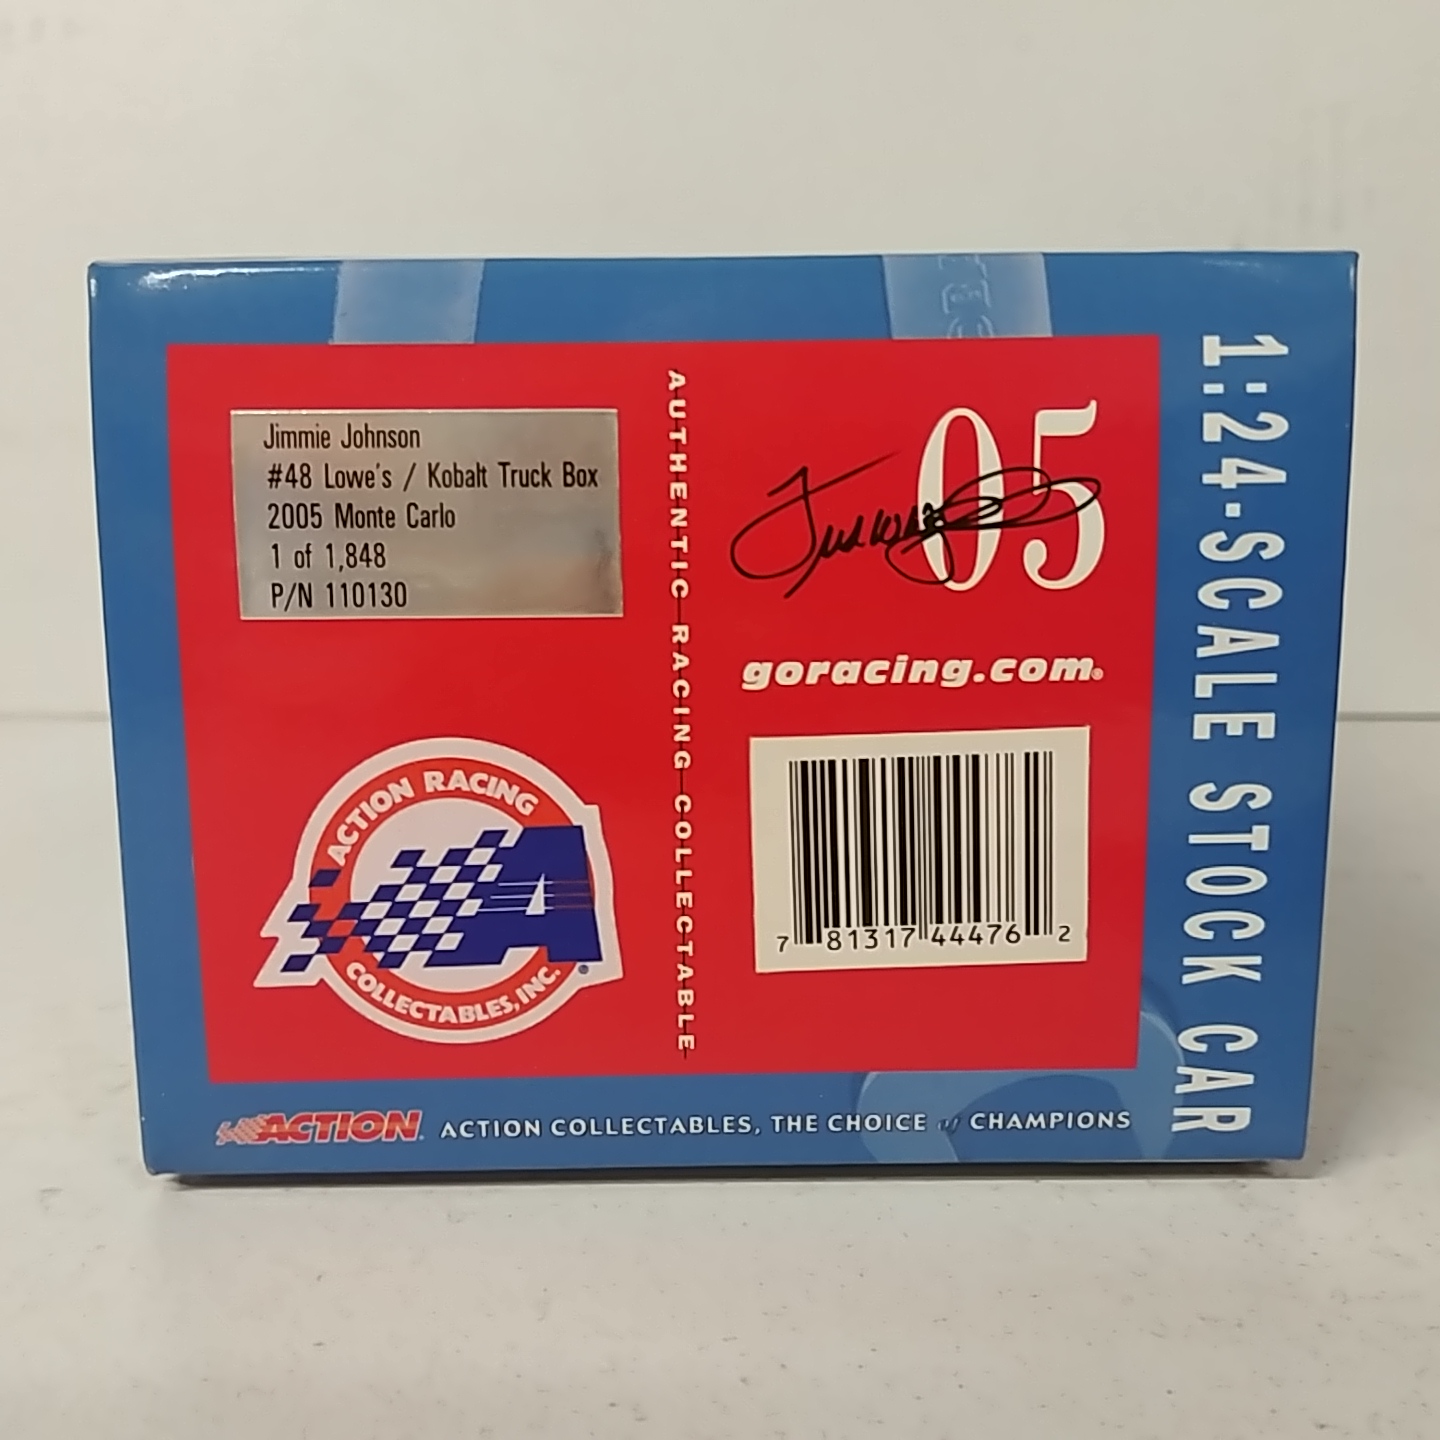 Jimmie Johnson
#48 Lowe's / Kobalt Truck Box
2005 Monte Carlo
1 of 1,848
P/N 110130
AUTHENTIC RACING COLLECTABLE
05
goracing.com®
ACTION RACING
A
COLLECTABLES, INC.
®
7 81317 44476 2
1:24-SCALE STOCK CAR
ACTION. ACTION COLLECTABLES, THE CHOICE of CHAMPIONS